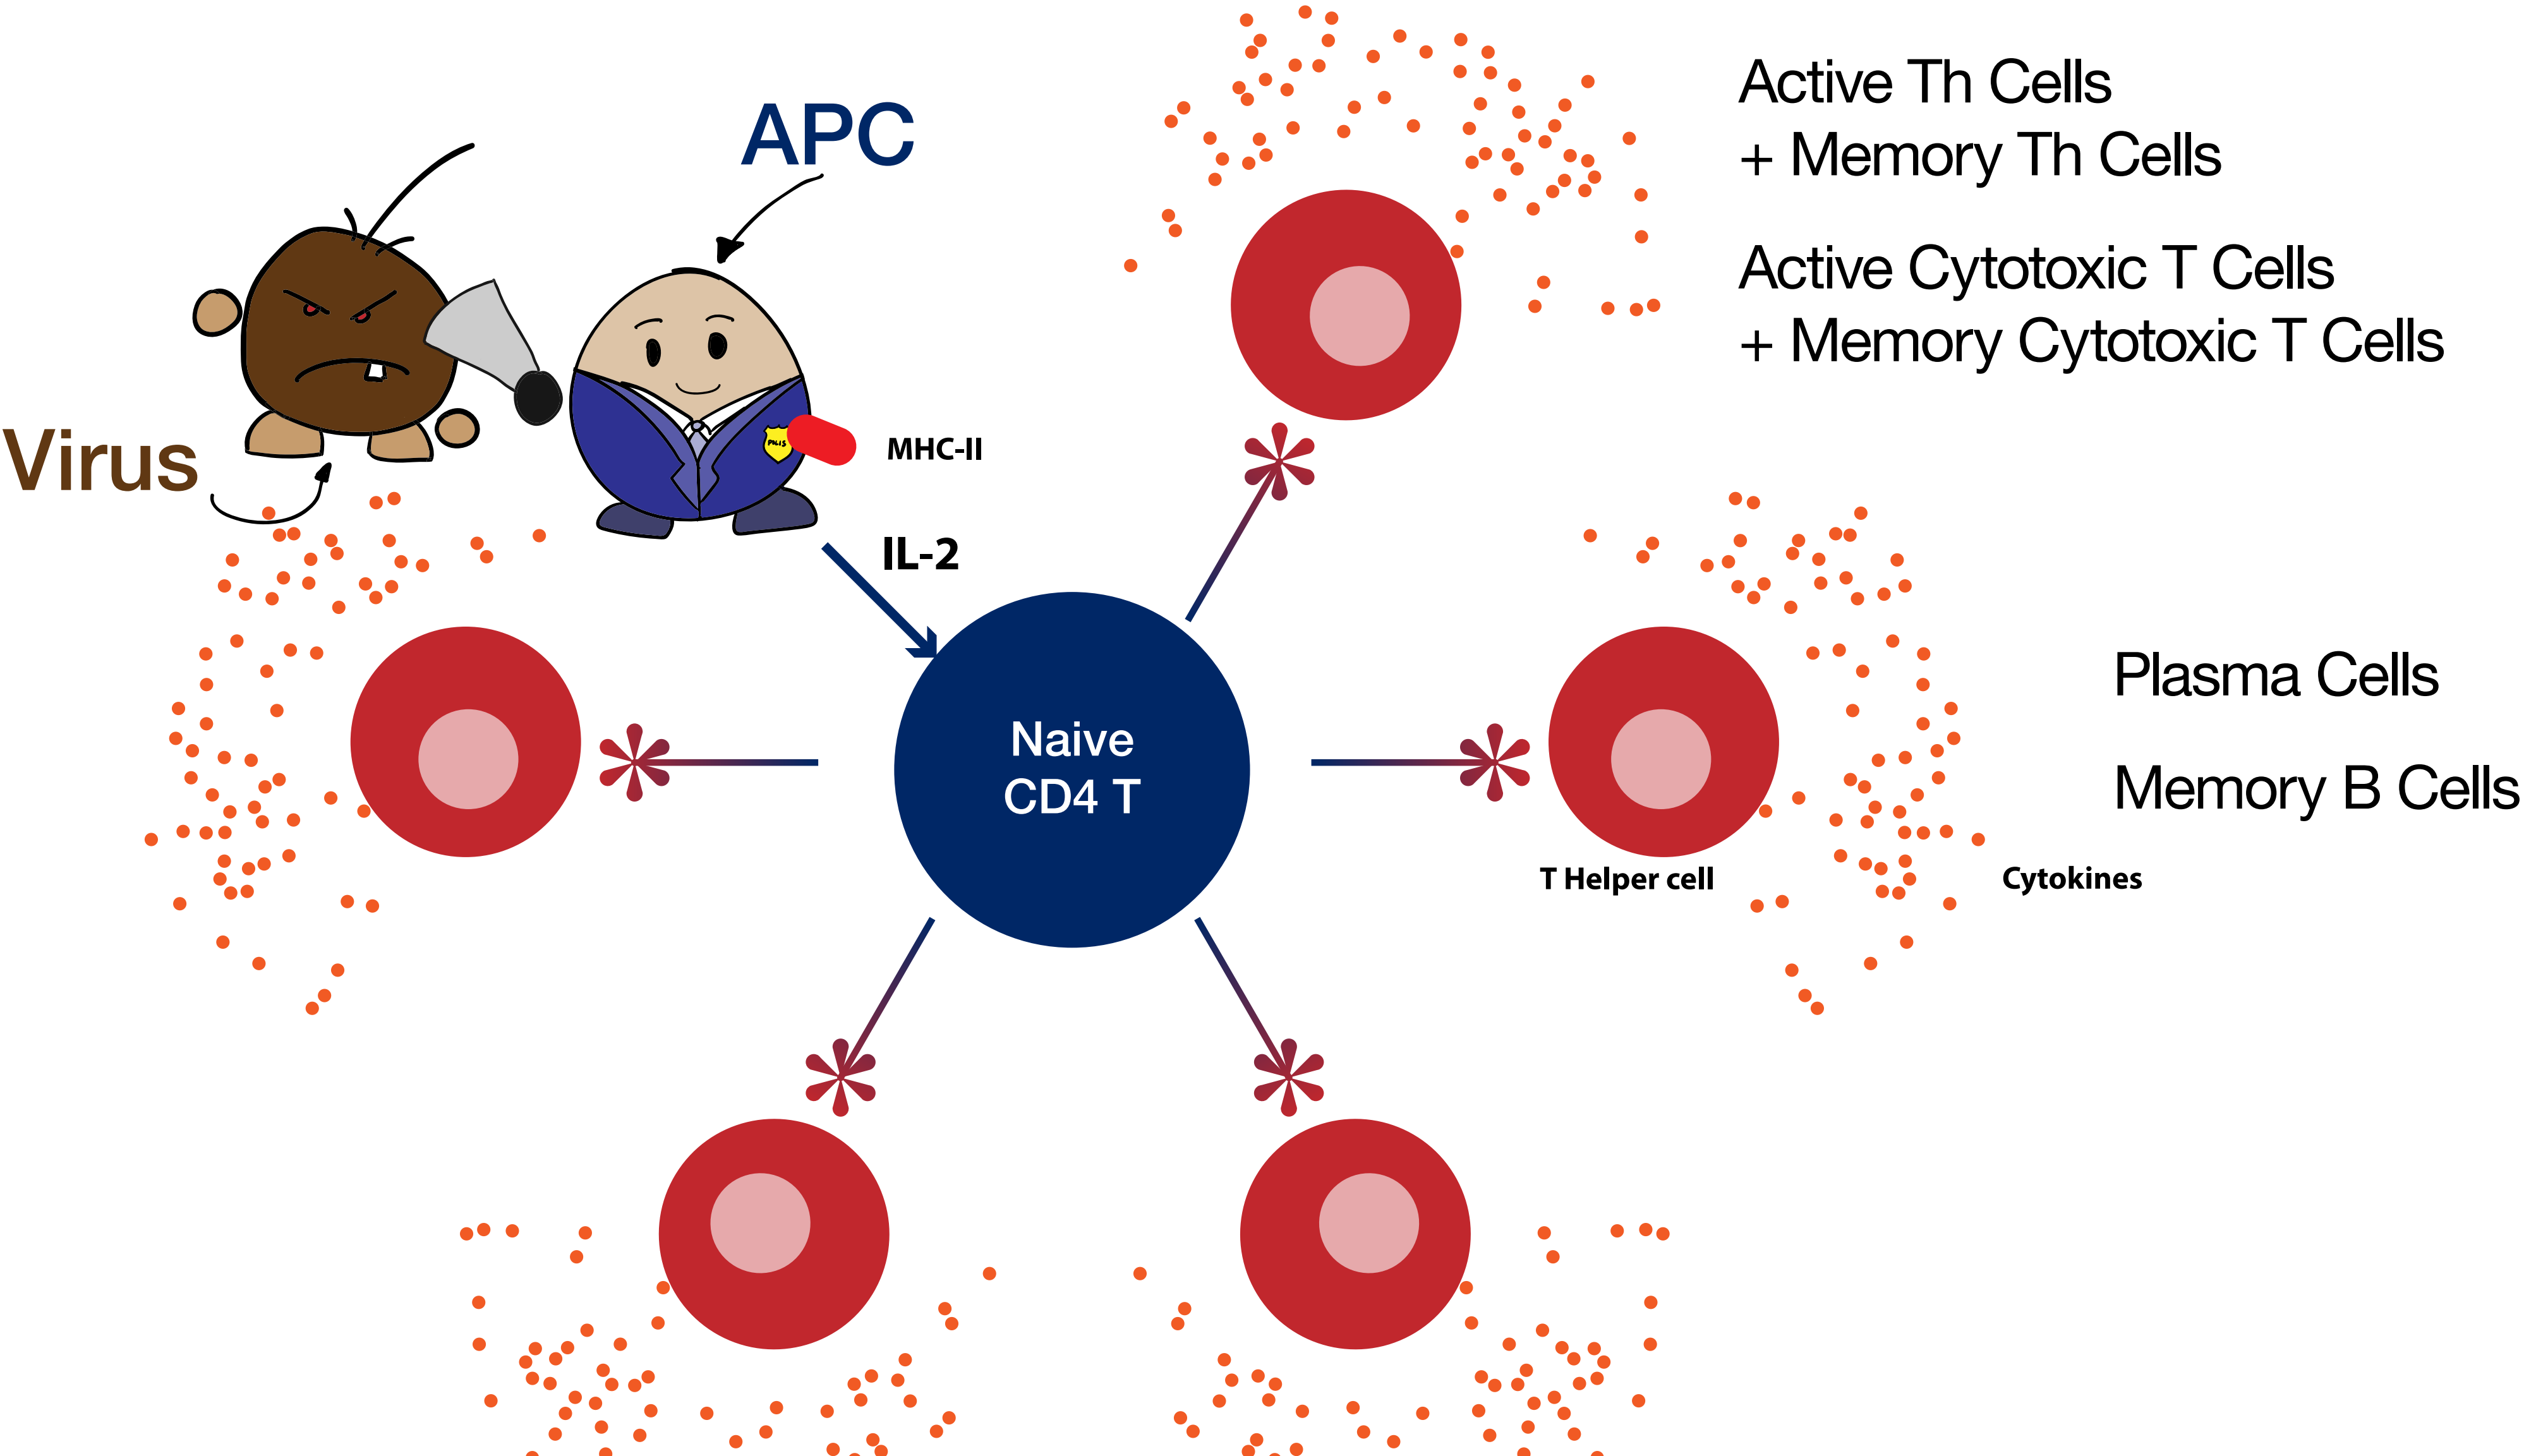 APC
Virus
MHC-II
IL-2
Naive
CD4 T
Active Th Cells
+ Memory Th Cells
Active Cytotoxic T Cells
+ Memory Cytotoxic T Cells
Plasma Cells
Memory B Cells
T Helper cell
Cytokines